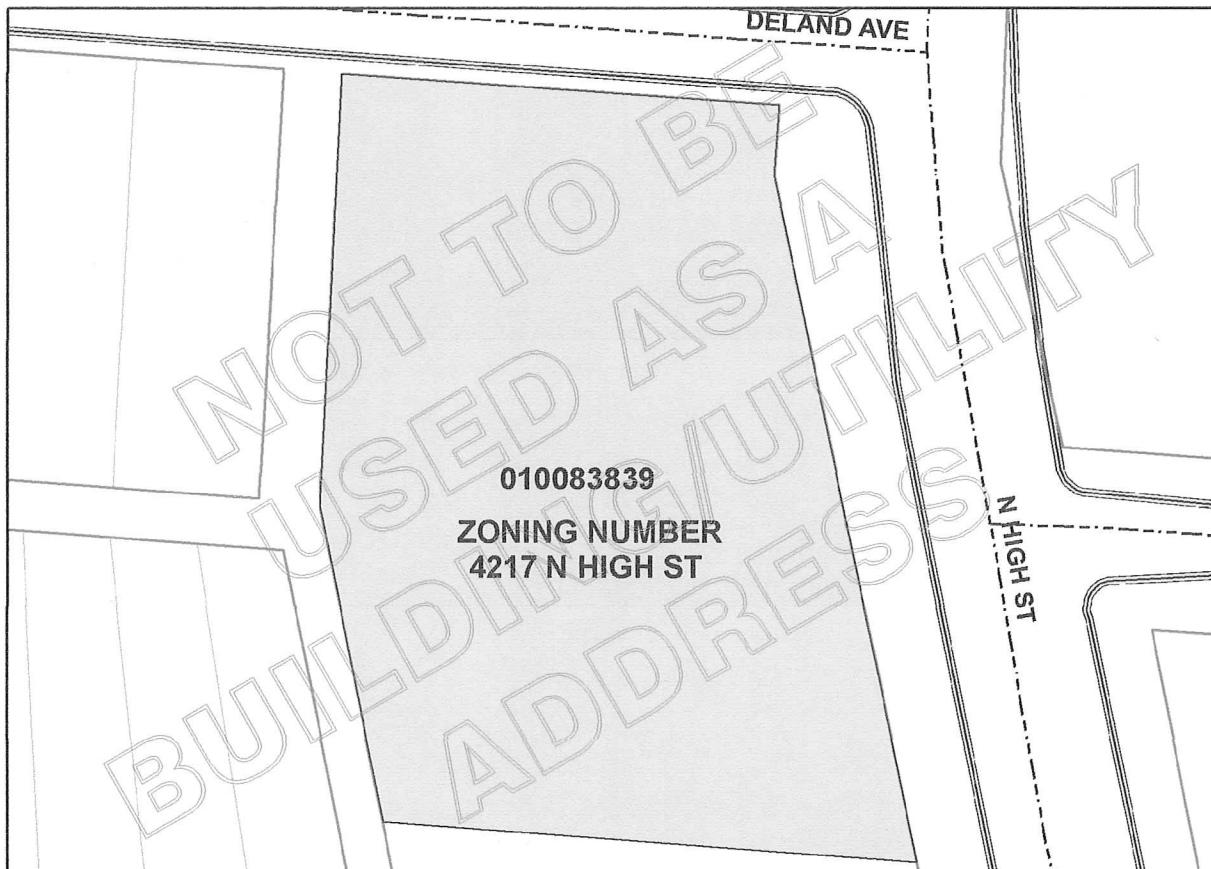 DELAND AVE
NOT TO BE
USED AS A
BUILDING/UTILITY
ADDRESS
010083839
ZONING NUMBER
4217 N HIGH ST
N HIGH ST